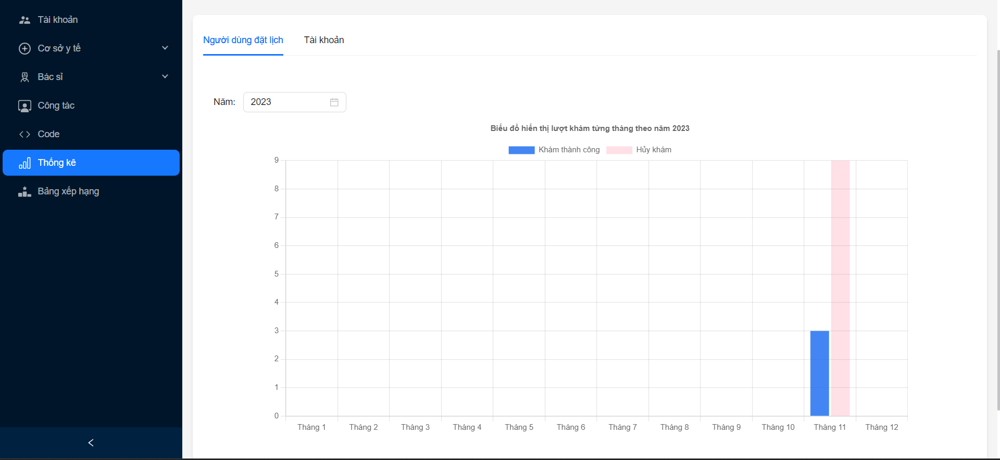 Tài khoản
Cơ sở y tế
Bác sĩ
Công tác
Code
Thống kê
Bảng xếp hạng
Người dùng đặt lịch
Tài khoản
Năm: 2023
Biểu đồ hiển thị lượt khám từng tháng theo năm 2023
Khám thành công Hủy khám
9
8
7
6
5
4
3
2
1
0
Tháng 1 Tháng 2 Tháng 3 Tháng 4 Tháng 5 Tháng 6 Tháng 7 Tháng 8 Tháng 9 Tháng 10 Tháng 11 Tháng 12